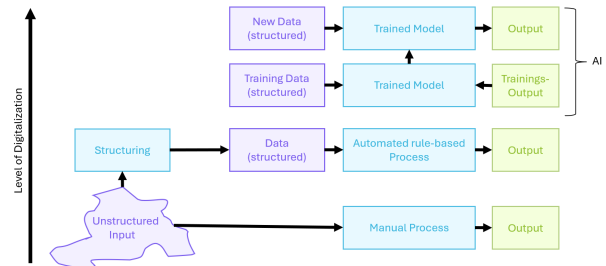 New Data
(structured)
Trained Model
Output
AI
Training Data
(structured)
Trained Model
Trainings-
Output
Level of Digitalization
Structuring
Data
(structured)
Automated rule-based
Process
Output
Unstructured
Input
Manual Process
Output